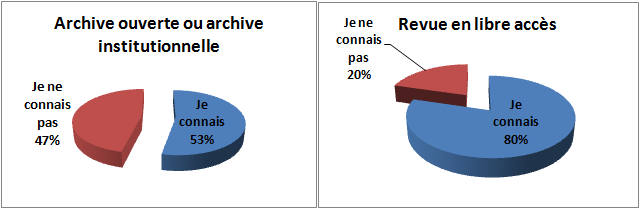 Archive ouverte ou archive
institutionnelle
Je ne
connais
pas
47%
Je
connais
53%
Revue en libre accès
Je ne
connais
pas
20%
Je
connais
80%